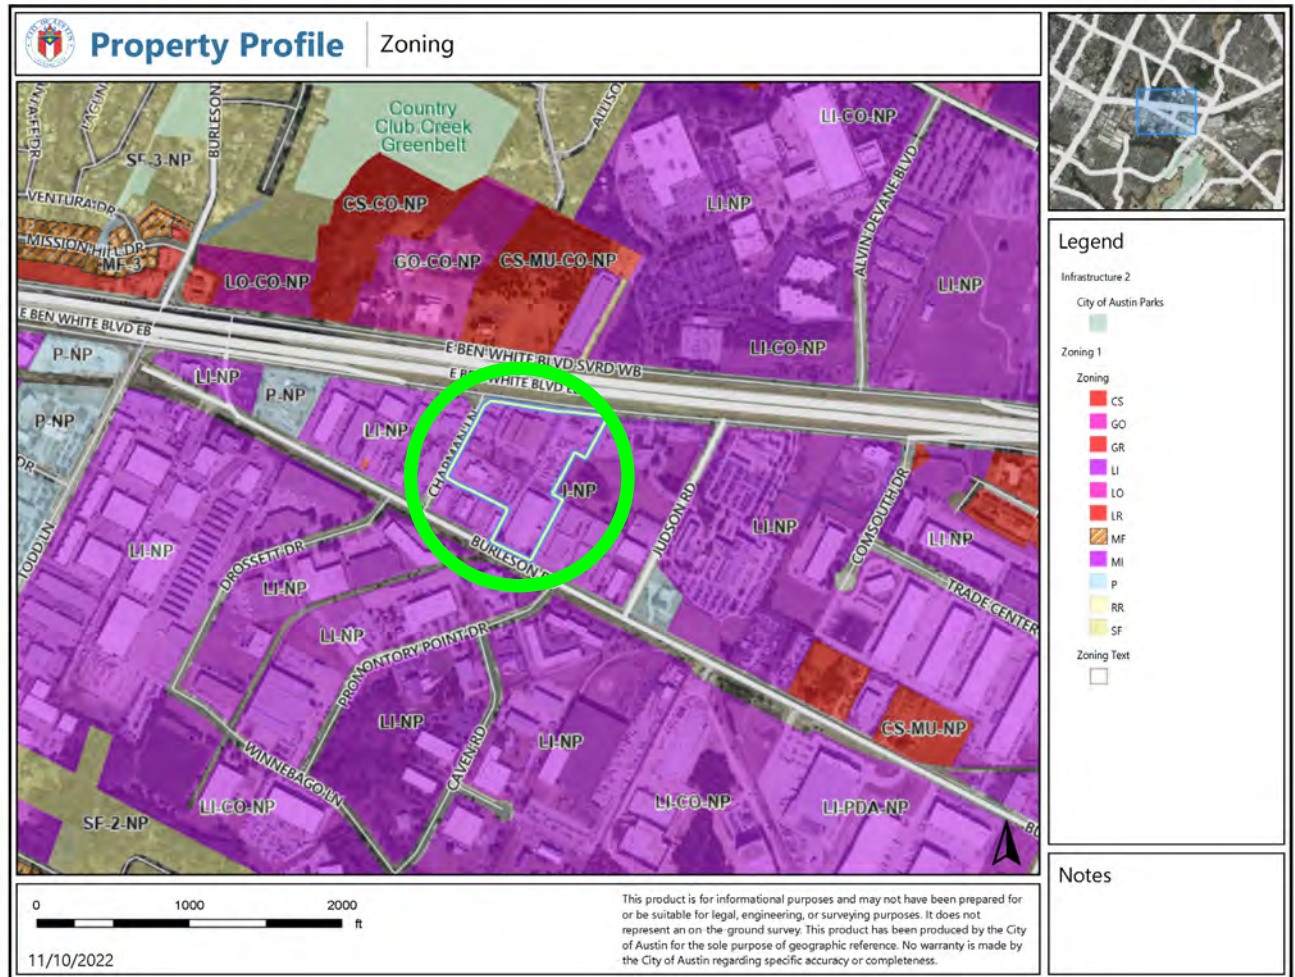 CITY OF AUSTIN
Property Profile
Zoning
Country
Club Creek
Greenbelt
BURLESON
ALLISON
LI-CO-NP
SF-3-NP
VENTURA DR
MISSION HILL DR
MF-3
CS-CO-NP
LI-NP
ALVIN DEVANE BLVD
GO-CO-NP
CS-MU-CO-NP
LO-CO-NP
LI-NP
E BEN WHITE BLVD EB
E BEN WHITE BLVD SVRD WB
LI-CO-NP
P-NP
LI-NP
E BEN WHITE BLVD E
P-NP
P-NP
LI-NP
CHAPMAN LN
I-NP
JUDSON RD
LI-NP
COMSOUTH DR
LI-NP
TODD LN
LI-NP
DROSSETT DR
BURLESON R
TRADE CENTER
LI-NP
LI-NP
PROMONTORY POINT DR
LI-NP
CAVEN RD
LI-NP
CS-MU-NP
WINNEBAGO LN
LI-CO-NP
LI-CO-NP
LI-PDA-NP
SF-2-NP
Legend
Infrastructure 2
City of Austin Parks
Zoning 1
Zoning
CS
GO
GR
LI
LO
LR
MF
MI
P
RR
SF
Zoning Text
Notes
0 1000 2000
ft
11/10/2022
This product is for informational purposes and may not have been prepared for
or be suitable for legal, engineering, or surveying purposes. It does not
represent an on-the-ground survey. This product has been produced by the City
of Austin for the sole purpose of geographic reference. No warranty is made by
the City of Austin regarding specific accuracy or completeness.